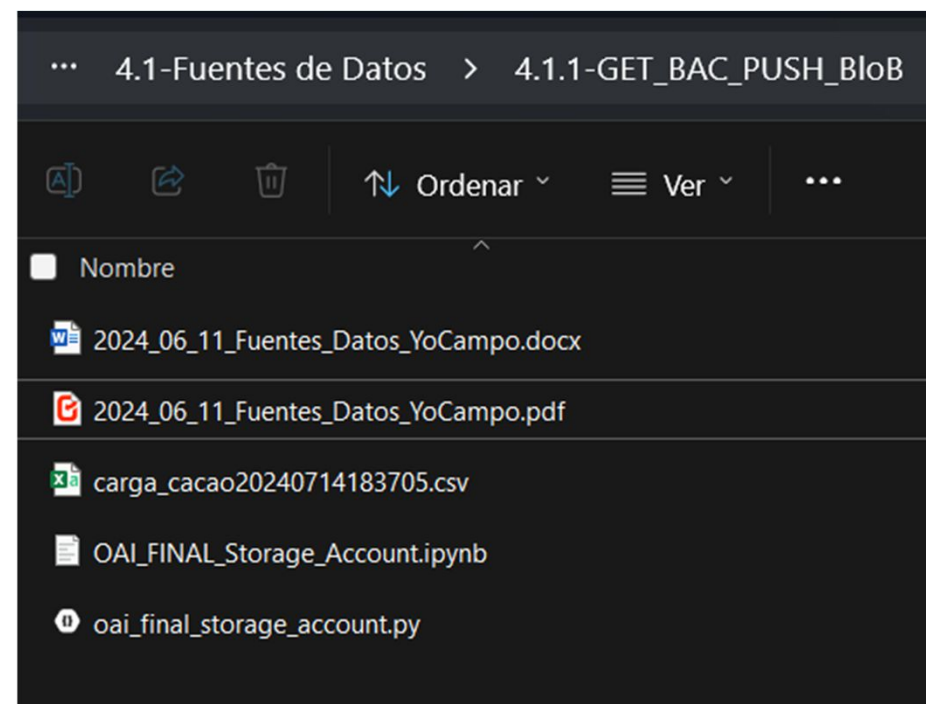 ... 4.1-Fuentes de Datos > 4.1.1-GET_BAC_PUSH_BloB
Ordenar Ver ...
Nombre
2024_06_11_Fuentes_Datos_YoCampo.docx
2024_06_11_Fuentes_Datos_YoCampo.pdf
carga_cacao20240714183705.csv
OAI_FINAL_Storage_Account.ipynb
oai_final_storage_account.py